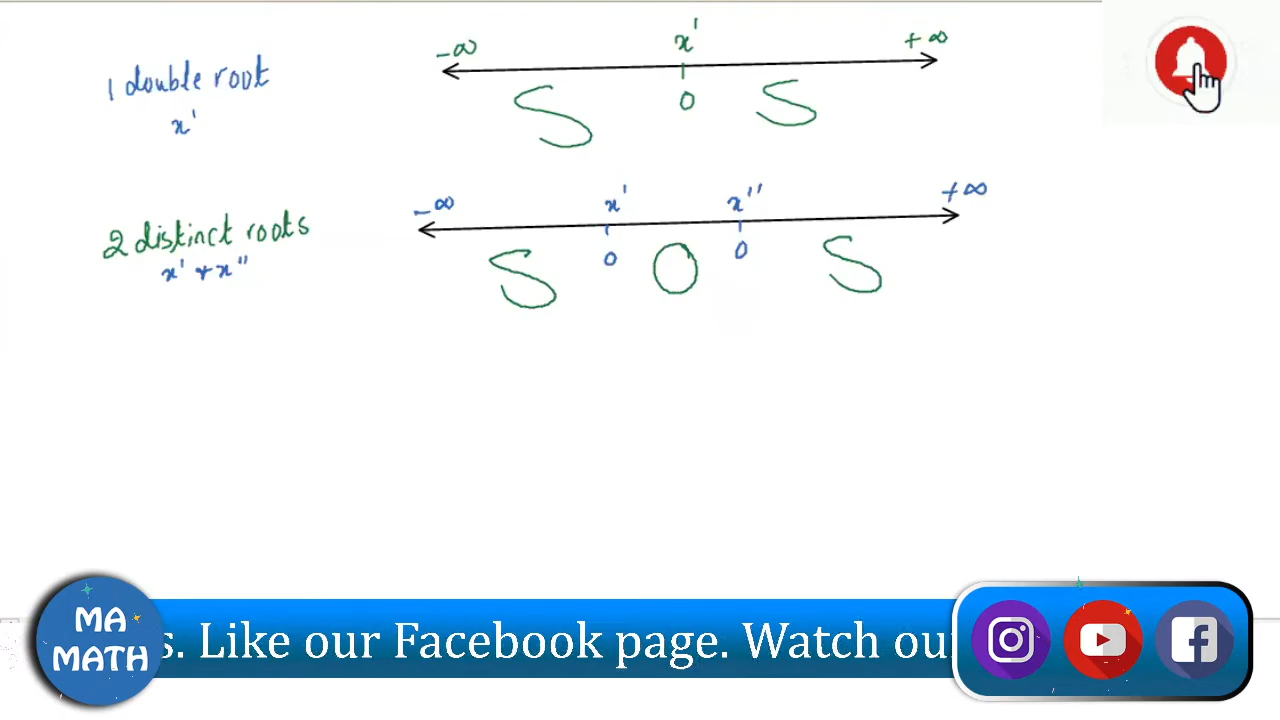 -∞ x' +∞
1 double root
x'
S 0 S
-∞ x' x'' +∞
2 distinct roots
x' & x''
0 0
S O S
MA
MATH
s. Like our Facebook page. Watch ou